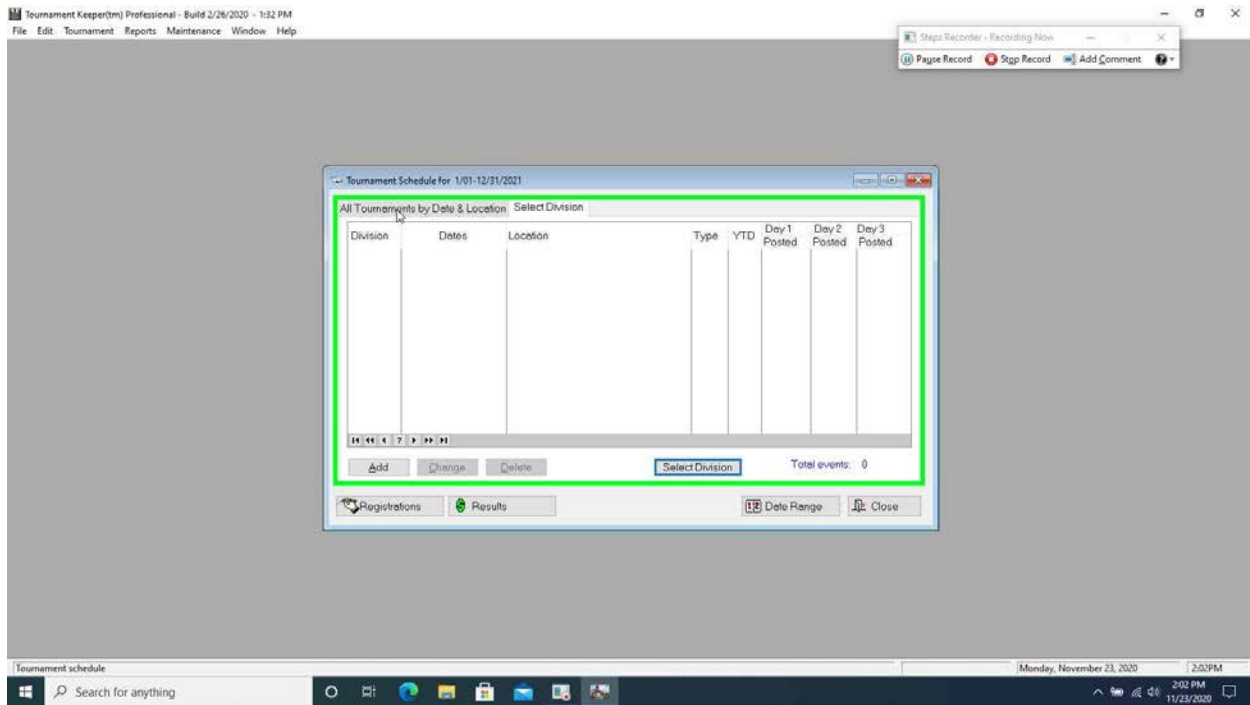 Tournament Keeper(tm) Professional - Build 2/26/2020 - 1:32 PM
File Edit Tournament Reports Maintenance Window Help
Steps Recorder - Recording Now
Pause Record Stop Record Add Comment
Tournament Schedule for 1/01-12/31/2021
All Tournaments by Date & Location Select Division
Division Dates Location Type YTD Day 1 Posted Day 2 Posted Day 3 Posted
Add Change Delete Select Division Total events: 0
Registrations Results Date Range Close
Tournament schedule Monday, November 23, 2020 2:02PM
Search for anything 2:02 PM
11/23/2020